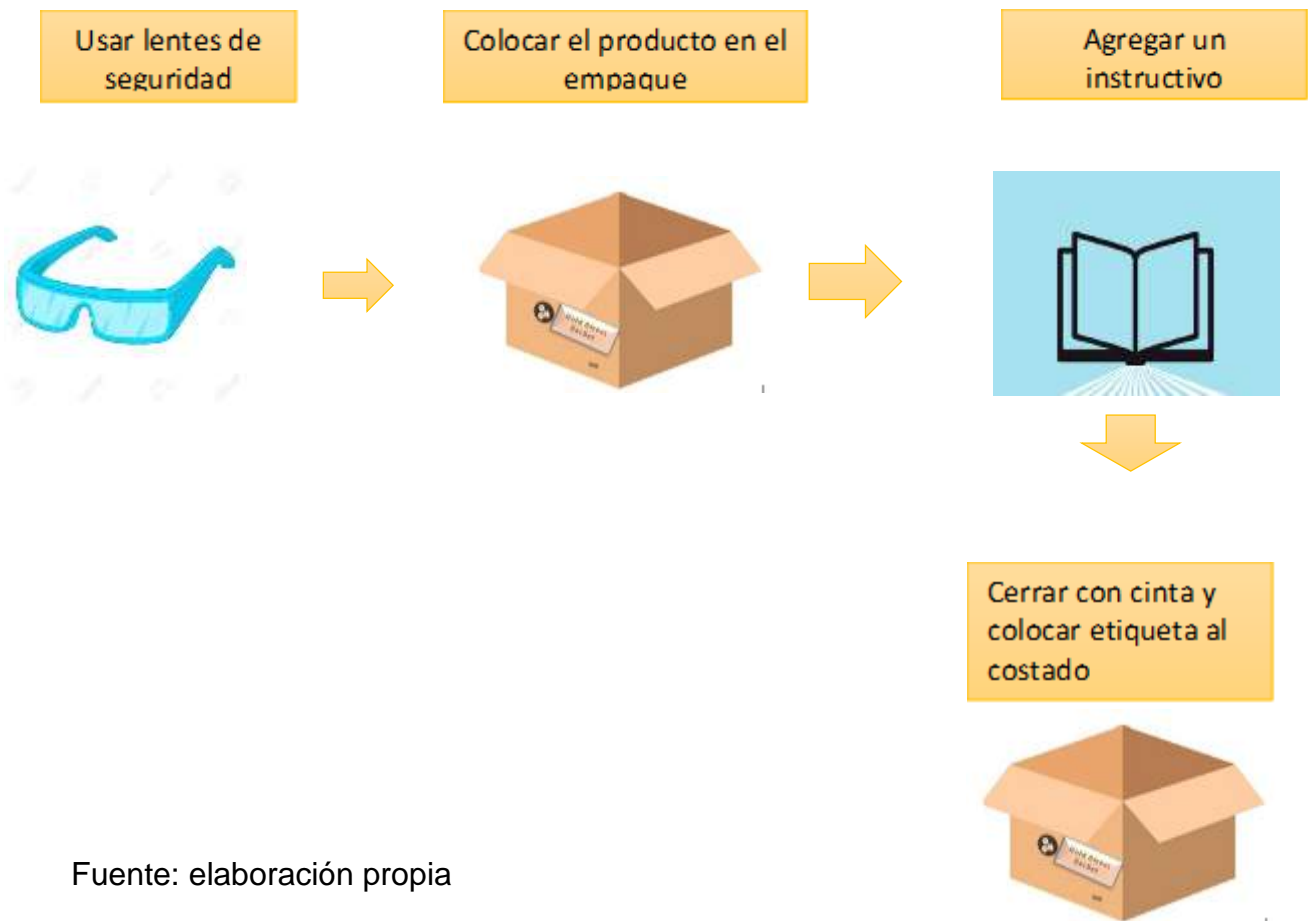 Usar lentes de
seguridad
Colocar el producto en el
empaque
Agregar un
instructivo
Cerrar con cinta y
colocar etiqueta al
costado
Fuente: elaboración propia